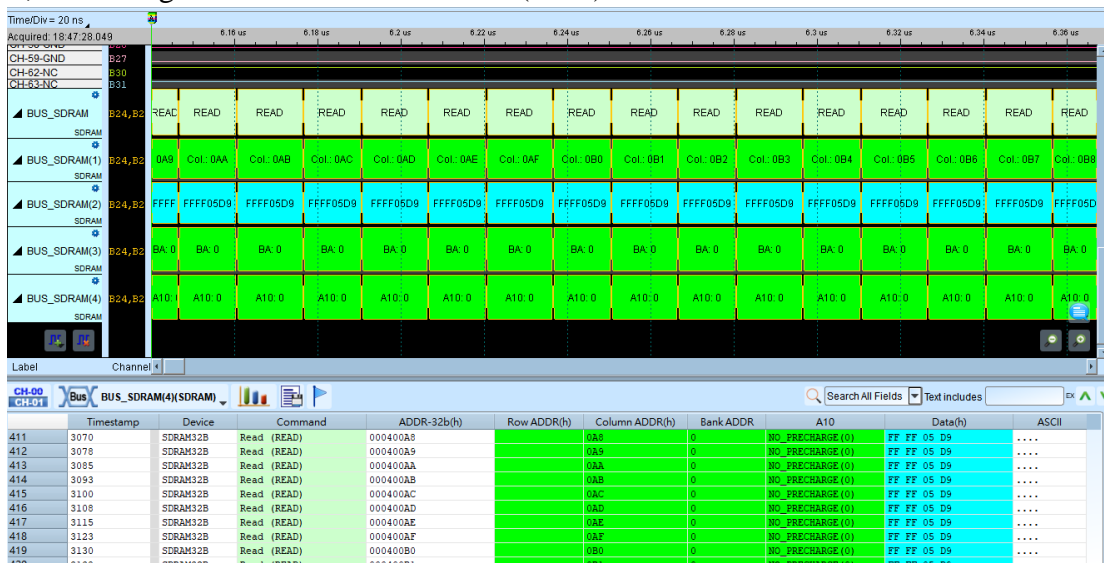 Time/Div = 20 ns
Acquired: 18:47:28.049
6.16 us 6.18 us 6.2 us 6.22 us 6.24 us 6.26 us 6.28 us 6.3 us 6.32 us 6.34 us 6.36 us
CH-59-GND B27
CH-62-NC B30
CH-63-NC B31
BUS_SDRAM B24,B2 READ READ READ READ READ READ READ READ READ READ READ READ READ READ READ READ
SDRAM
BUS_SDRAM(1) B24,B2 0A9 Col.: 0AA Col.: 0AB Col.: 0AC Col.: 0AD Col.: 0AE Col.: 0AF Col.: 0B0 Col.: 0B1 Col.: 0B2 Col.: 0B3 Col.: 0B4 Col.: 0B5 Col.: 0B6 Col.: 0B7 Col.: 0B8
SDRAM
BUS_SDRAM(2) B24,B2 FFFF FFFF05D9 FFFF05D9 FFFF05D9 FFFF05D9 FFFF05D9 FFFF05D9 FFFF05D9 FFFF05D9 FFFF05D9 FFFF05D9 FFFF05D9 FFFF05D9 FFFF05D9 FFFF05D9 FFFF05D
SDRAM
BUS_SDRAM(3) B24,B2 BA: 0 BA: 0 BA: 0 BA: 0 BA: 0 BA: 0 BA: 0 BA: 0 BA: 0 BA: 0 BA: 0 BA: 0 BA: 0 BA: 0 BA: 0 BA: 0
SDRAM
BUS_SDRAM(4) B24,B2 A10: A10: 0 A10: 0 A10: 0 A10: 0 A10: 0 A10: 0 A10: 0 A10: 0 A10: 0 A10: 0 A10: 0 A10: 0 A10: 0 A10: 0 A10: 0
SDRAM
Label Channel
CH-00 CH-01 Bus BUS_SDRAM(4)(SDRAM) Search All Fields Text includes EX
Timestamp Device Command ADDR-32b(h) Row ADDR(h) Column ADDR(h) Bank ADDR A10 Data(h) ASCII
411 3070 SDRAM32B Read (READ) 000400A8 0A8 0 NO_PRECHARGE(0) FF FF 05 D9 ....
412 3078 SDRAM32B Read (READ) 000400A9 0A9 0 NO_PRECHARGE(0) FF FF 05 D9 ....
413 3085 SDRAM32B Read (READ) 000400AA 0AA 0 NO_PRECHARGE(0) FF FF 05 D9 ....
414 3093 SDRAM32B Read (READ) 000400AB 0AB 0 NO_PRECHARGE(0) FF FF 05 D9 ....
415 3100 SDRAM32B Read (READ) 000400AC 0AC 0 NO_PRECHARGE(0) FF FF 05 D9 ....
416 3108 SDRAM32B Read (READ) 000400AD 0AD 0 NO_PRECHARGE(0) FF FF 05 D9 ....
417 3115 SDRAM32B Read (READ) 000400AE 0AE 0 NO_PRECHARGE(0) FF FF 05 D9 ....
418 3123 SDRAM32B Read (READ) 000400AF 0AF 0 NO_PRECHARGE(0) FF FF 05 D9 ....
419 3130 SDRAM32B Read (READ) 000400B0 0B0 0 NO_PRECHARGE(0) FF FF 05 D9 ....